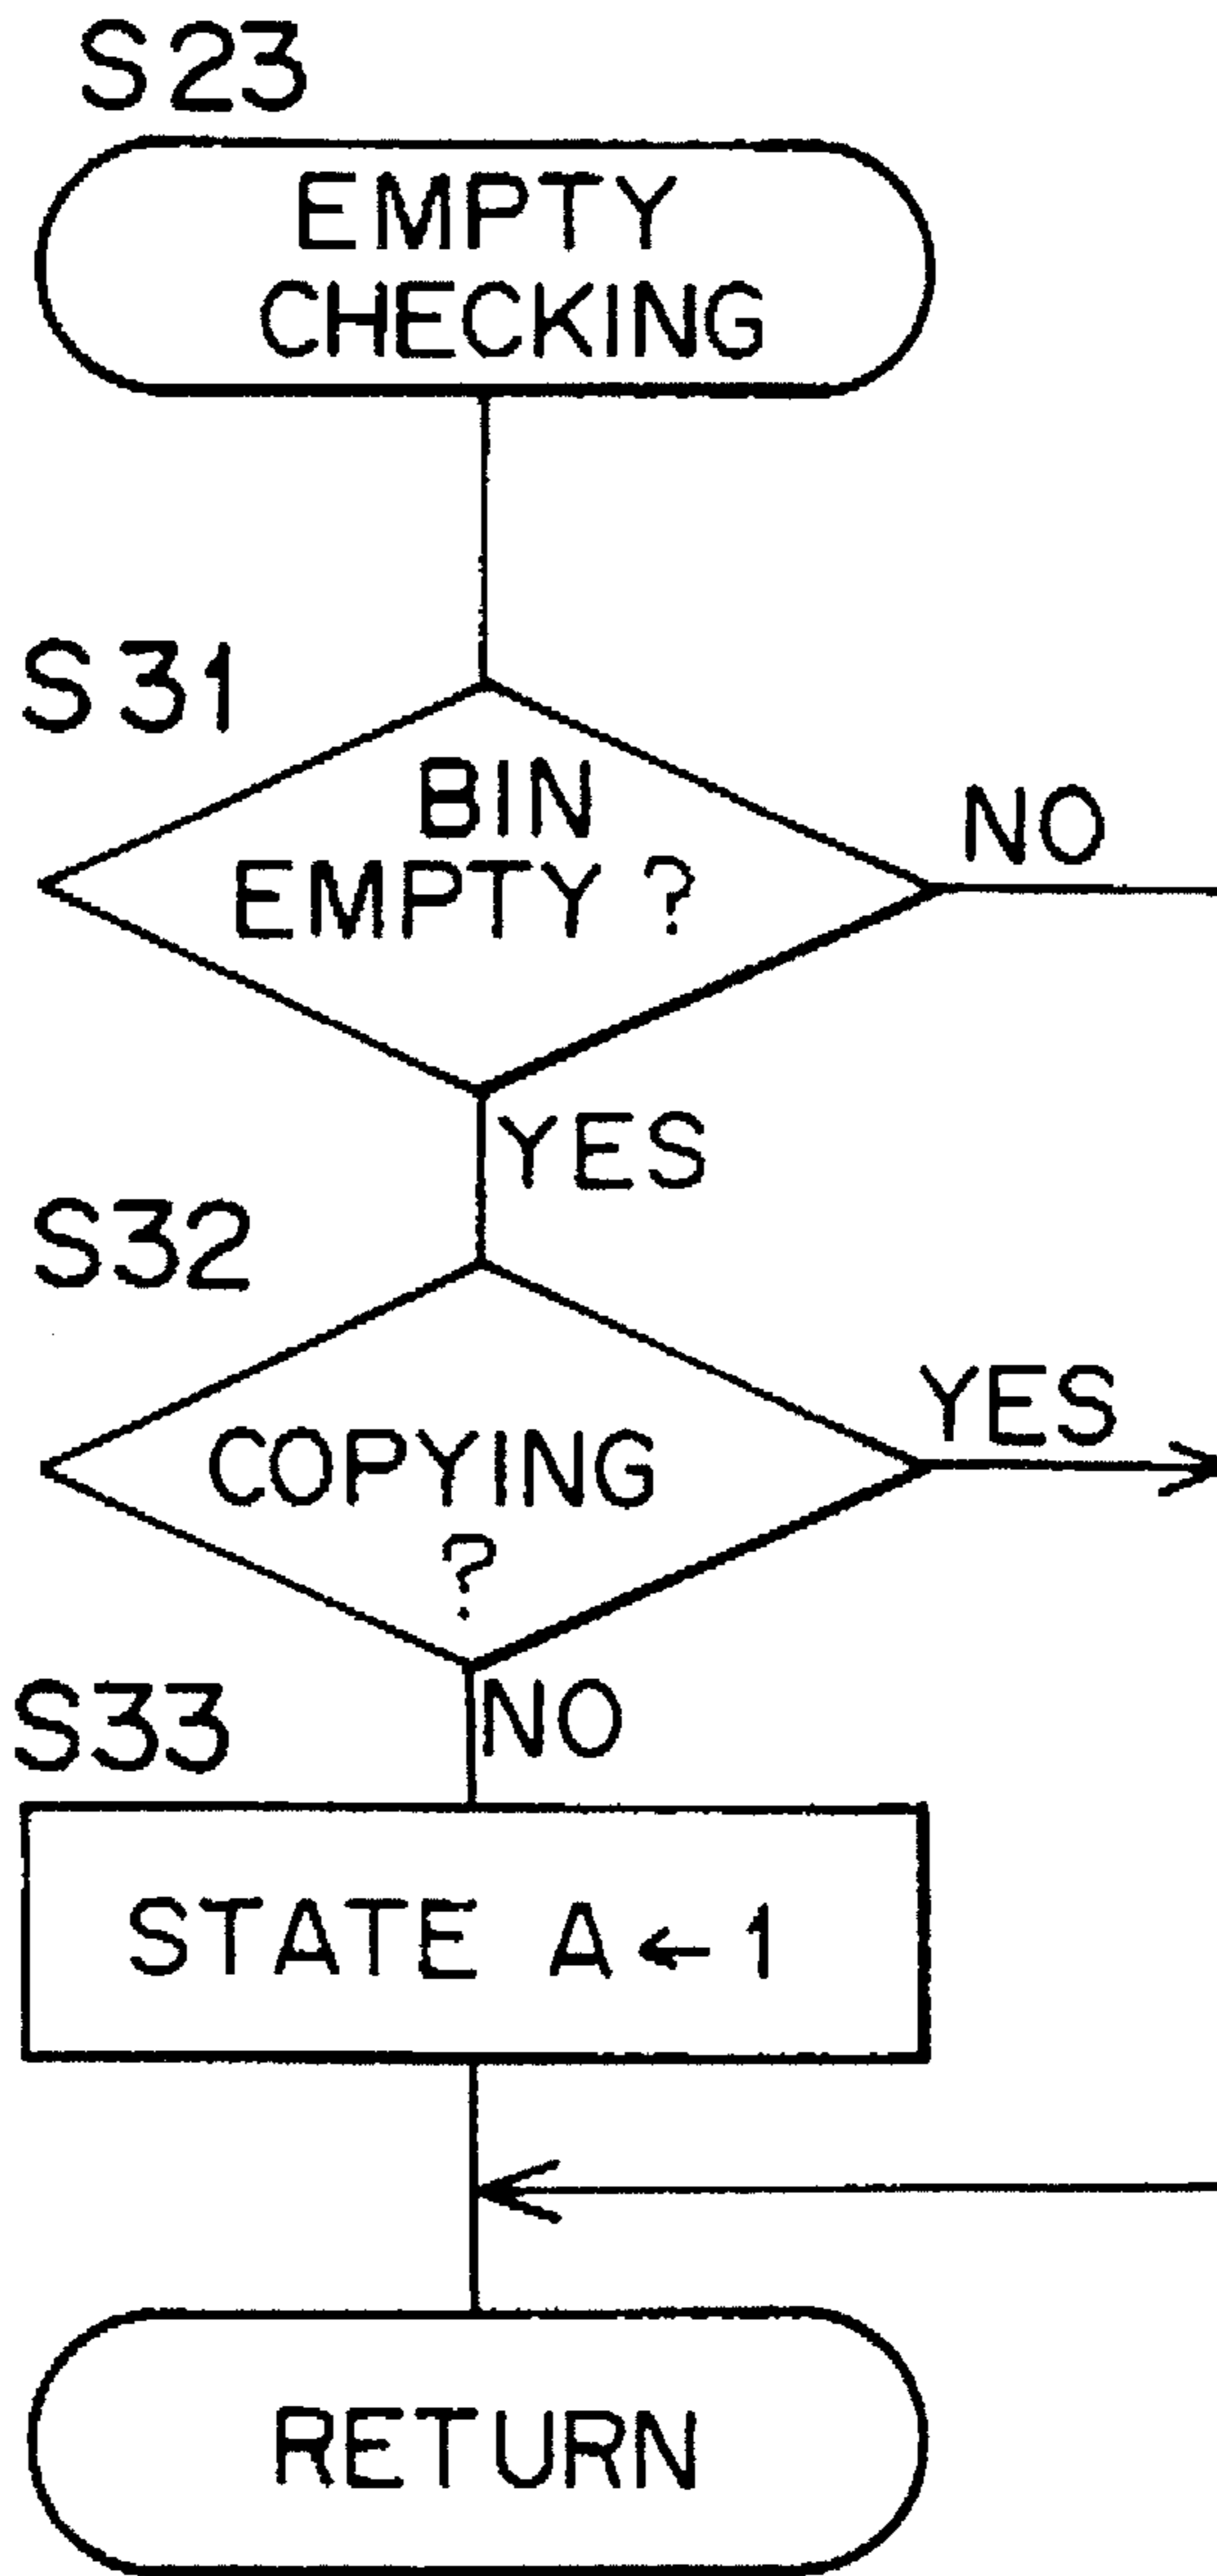 S23
EMPTY
CHECKING
S31
BIN
EMPTY ?
NO
YES
S32
COPYING
?
YES
NO
S33
STATE A ← 1
RETURN